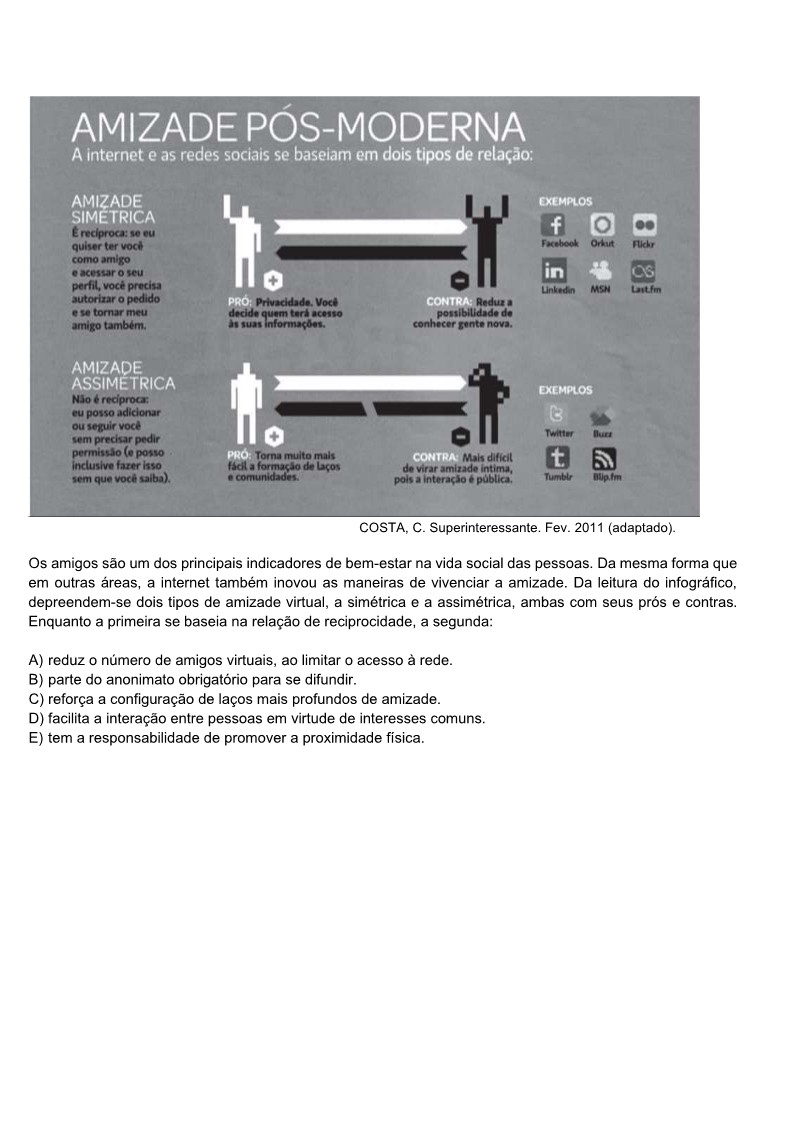 AMIZADE PÓS-MODERNA
A internet e as redes sociais se baseiam em dois tipos de relação:
AMIZADE
SIMÉTRICA
É recíproca: se eu
quiser ter você
como amigo
e acessar o seu
perfil, você precisa
autorizar o pedido
e se tornar meu
amigo também.
PRÓ: Privacidade. Você
decide quem terá acesso
às suas informações.
CONTRA: Reduz a
possibilidade de
conhecer gente nova.
EXEMPLOS
Facebook Orkut Flickr
Linkedin MSN Last.fm
AMIZADE
ASSIMÉTRICA
Não é recíproca:
eu posso adicionar
ou seguir você
sem precisar pedir
permissão (e posso
inclusive fazer isso
sem que você saiba).
PRÓ: Torna muito mais
fácil a formação de laços
e comunidades.
CONTRA: Mais difícil
de virar amizade íntima,
pois a interação é pública.
EXEMPLOS
Twitter Buzz
Tumblr Blip.fm
COSTA, C. Superinteressante. Fev. 2011 (adaptado).
Os amigos são um dos principais indicadores de bem-estar na vida social das pessoas. Da mesma forma que
em outras áreas, a internet também inovou as maneiras de vivenciar a amizade. Da leitura do infográfico,
depreendem-se dois tipos de amizade virtual, a simétrica e a assimétrica, ambas com seus prós e contras.
Enquanto a primeira se baseia na relação de reciprocidade, a segunda:
A) reduz o número de amigos virtuais, ao limitar o acesso à rede.
B) parte do anonimato obrigatório para se difundir.
C) reforça a configuração de laços mais profundos de amizade.
D) facilita a interação entre pessoas em virtude de interesses comuns.
E) tem a responsabilidade de promover a proximidade física.